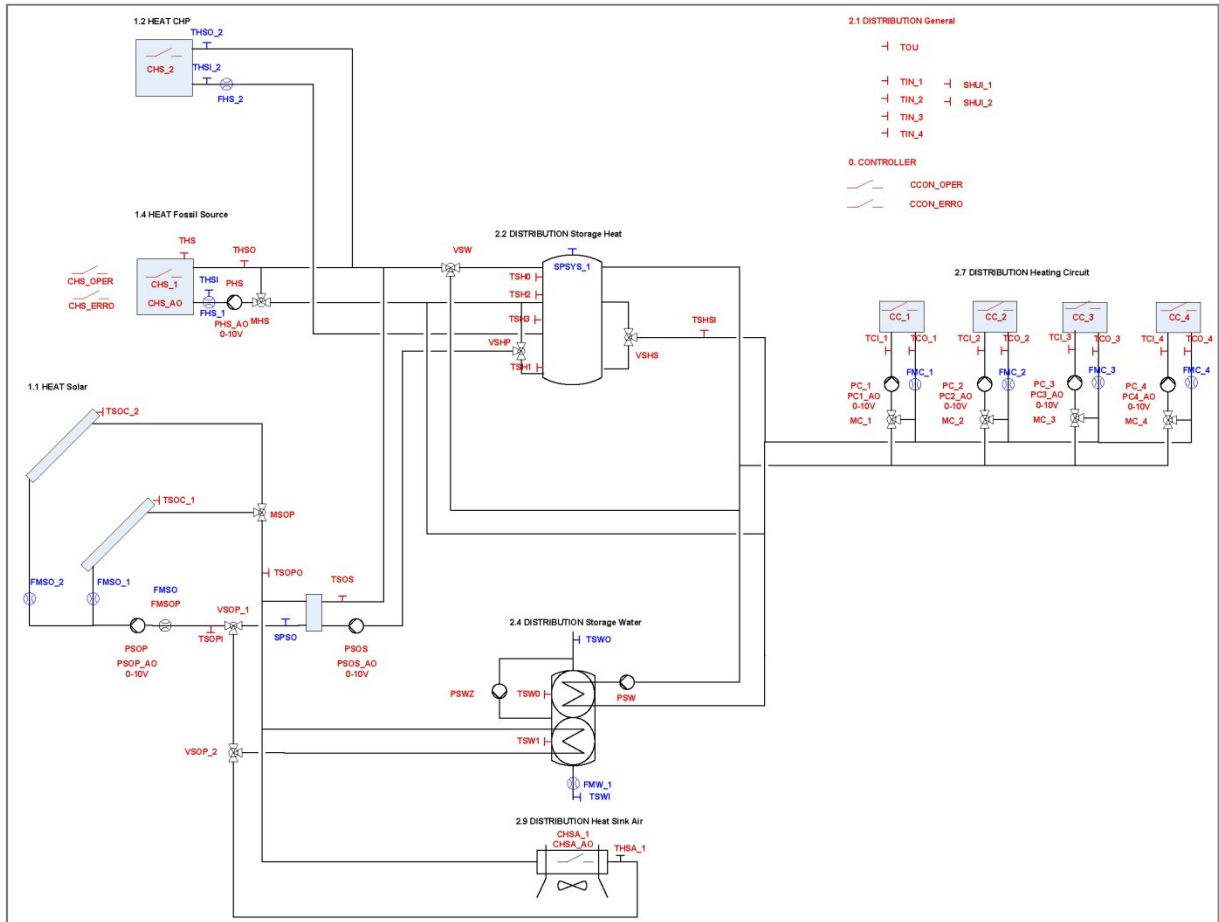 1.2 HEAT CHP
THSO_2
CHS_2
THSI_2
FHS_2
2.1 DISTRIBUTION General
TOU
TIN_1
SHUI_1
TIN_2
SHUI_2
TIN_3
TIN_4
0. CONTROLLER
CCON_OPER
CCON_ERRO
1.4 HEAT Fossil Source
THS
THSO
CHS_OPER
CHS_ERRO
CHS_1
CHS_AO
THSI
FHS_1
PHS
PHS_AO
0-10V
MHS
VSW
2.2 DISTRIBUTION Storage Heat
SPSYS_1
TSH0
TSH2
TSH3
TSH1
VSHP
VSHS
TSHSI
2.7 DISTRIBUTION Heating Circuit
CC_1
CC_2
CC_3
CC_4
TCI_1
TCO_1
TCI_2
TCO_2
TCI_3
TCO_3
TCI_4
TCO_4
FMC_1
FMC_2
FMC_3
FMC_4
PC_1
PC1_AO
0-10V
PC_2
PC2_AO
0-10V
PC_3
PC3_AO
0-10V
PC_4
PC4_AO
0-10V
MC_1
MC_2
MC_3
MC_4
1.1 HEAT Solar
TSOC_2
TSOC_1
MSOP
TSOPO
FMSO_2
FMSO_1
FMSO
FMSOP
VSOP_1
TSOS
PSOP
PSOP_AO
0-10V
TSOPI
SPSO
PSOS
PSOS_AO
0-10V
2.4 DISTRIBUTION Storage Water
TSWO
PSWZ
TSW0
PSW
TSW1
VSOP_2
FMW_1
TSWI
2.9 DISTRIBUTION Heat Sink Air
CHSA_1
CHSA_AO
THSA_1